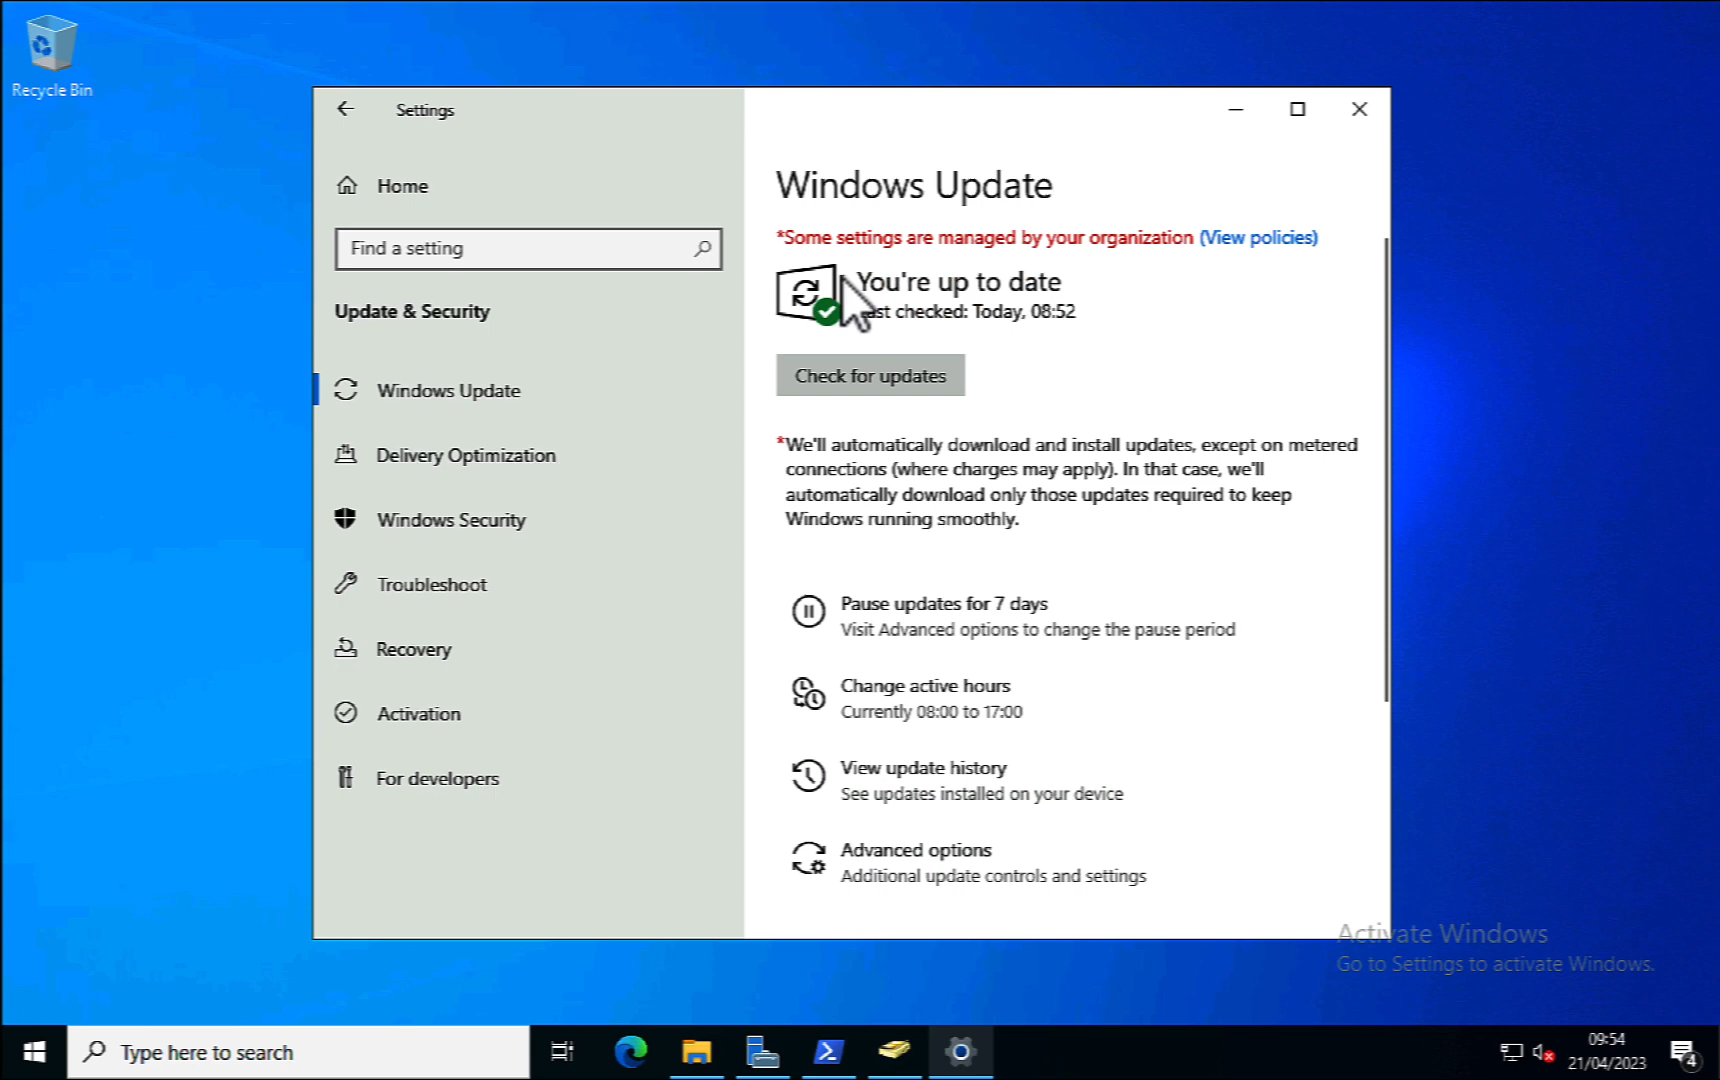 Recycle Bin
Settings
Home
Find a setting
Update & Security
Windows Update
Delivery Optimization
Windows Security
Troubleshoot
Recovery
Activation
For developers
Windows Update
*Some settings are managed by your organization (View policies)
You're up to date
ast checked: Today, 08:52
Check for updates
*We'll automatically download and install updates, except on metered
connections (where charges may apply). In that case, we'll
automatically download only those updates required to keep
Windows running smoothly.
Pause updates for 7 days
Visit Advanced options to change the pause period
Change active hours
Currently 08:00 to 17:00
View update history
See updates installed on your device
Advanced options
Additional update controls and settings
Activate Windows
Go to Settings to activate Windows.
Type here to search
09:54
21/04/2023
4